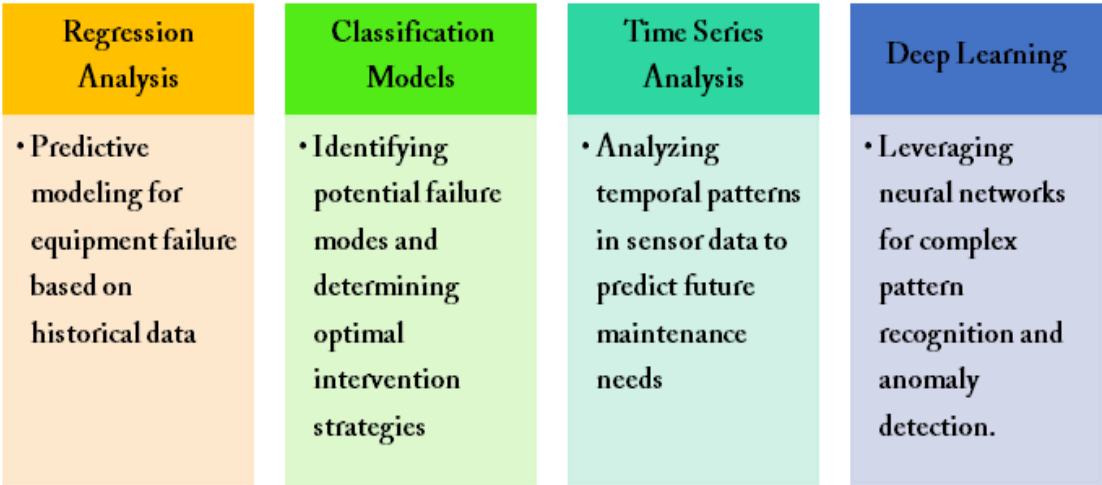 Regression
Analysis
• Predictive
modeling for
equipment failure
based on
historical data
Classification
Models
• Identifying
potential failure
modes and
determining
optimal
intervention
strategies
Time Series
Analysis
• Analyzing
temporal patterns
in sensor data to
predict future
maintenance
needs
Deep Learning
• Leveraging
neural networks
for complex
pattern
recognition and
anomaly
detection.